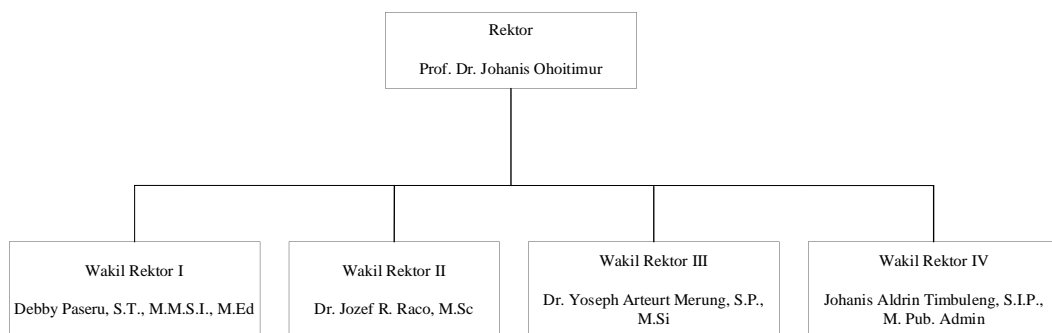 Rektor
Prof. Dr. Johanis Ohoitimur
Wakil Rektor I
Debby Paseru, S.T., M.M.S.I., M.Ed
Wakil Rektor II
Dr. Jozef R. Raco, M.Sc
Wakil Rektor III
Dr. Yoseph Arteurt Merung, S.P.,
M.Si
Wakil Rektor IV
Johanis Aldrin Timbuleng, S.I.P.,
M. Pub. Admin